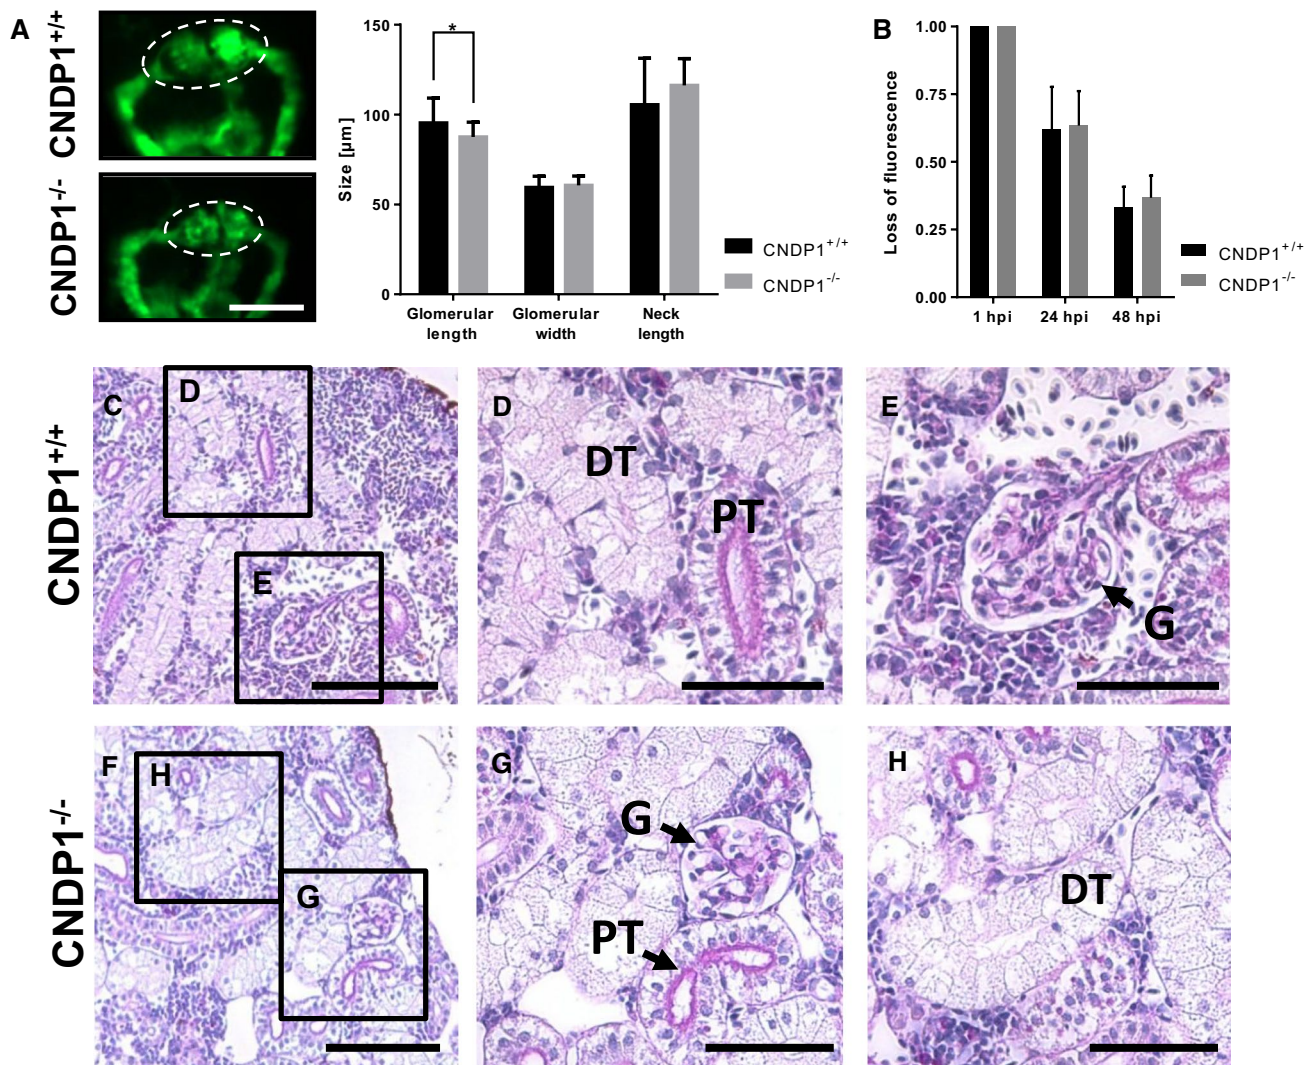 A
CNDP1+/+
CNDP1-/-
150
100
50
0
Size [µm]
*
Glomerular length
Glomerular width
Neck length
CNDP1+/+
CNDP1-/-
B
1.00
0.75
0.50
0.25
0.00
Loss of fluorescence
1 hpi 24 hpi 48 hpi
CNDP1+/+
CNDP1-/-
CNDP1+/+
C
D
E
D
DT
PT
E
G
CNDP1-/-
F
H
G
G
G
PT
H
DT